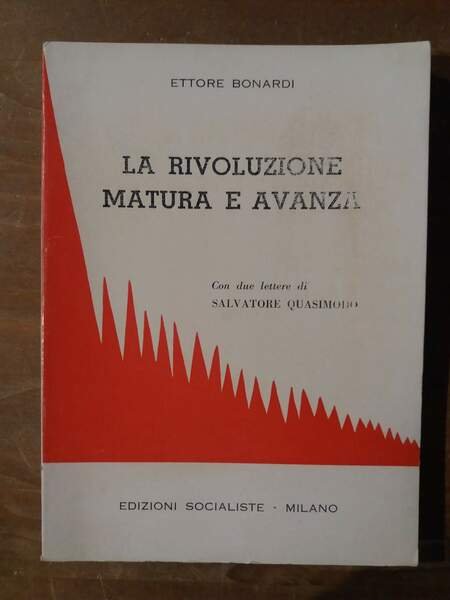 ETTORE BONARDI
LA RIVOLUZIONE
MATURA E AVANZA
Con due lettere di
SALVATORE QUASIMODO
EDIZIONI SOCIALISTE - MILANO